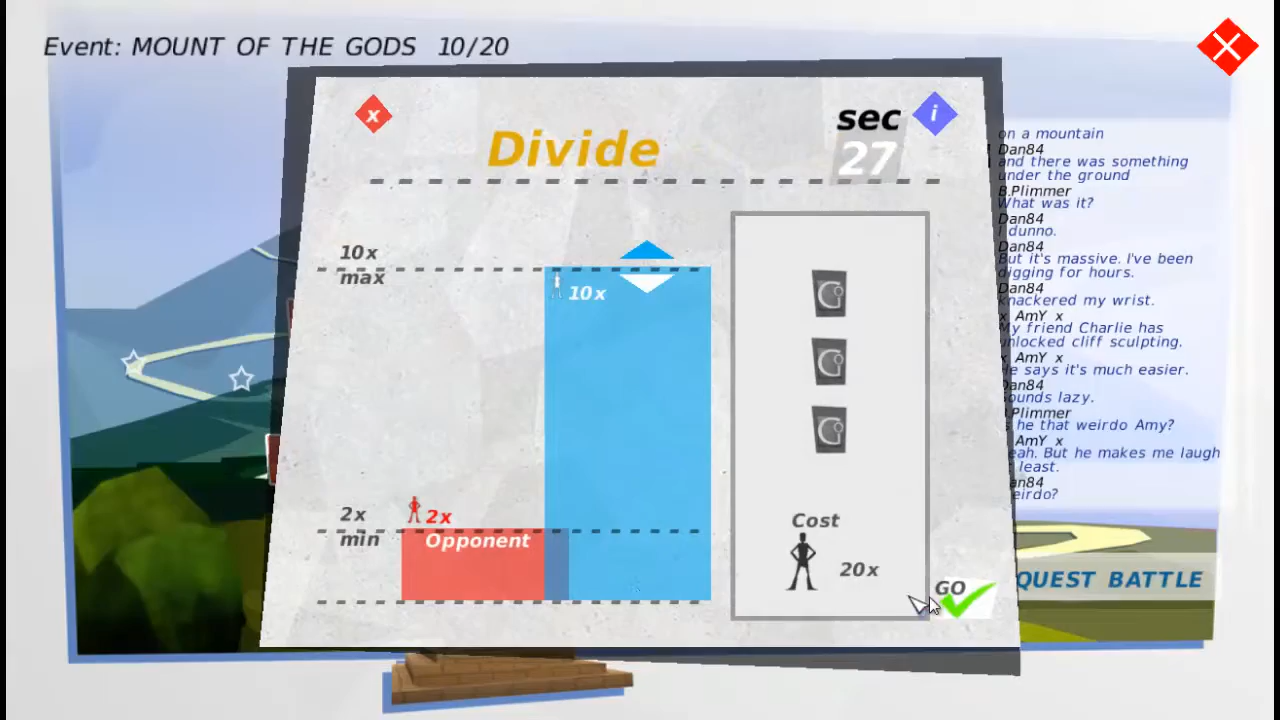 Event: MOUNT OF THE GODS 10/20
x
Divide
sec
27
i
10x
max
10x
2x
min
2x
Opponent
Cost
20x
GO
on a mountain
Dan84
and there was something
under the ground
B.Plimmer
What was it?
Dan84
I dunno.
Dan84
But it's massive. I've been
digging for hours.
Dan84
knackered my wrist.
x AmY x
My friend Charlie has
unlocked cliff sculpting.
x AmY x
He says it's much easier.
Dan84
Sounds lazy.
.Plimmer
s he that weirdo Amy?
AmY x
eah. But he makes me laugh
t least.
an84
eirdo?
QUEST BATTLE